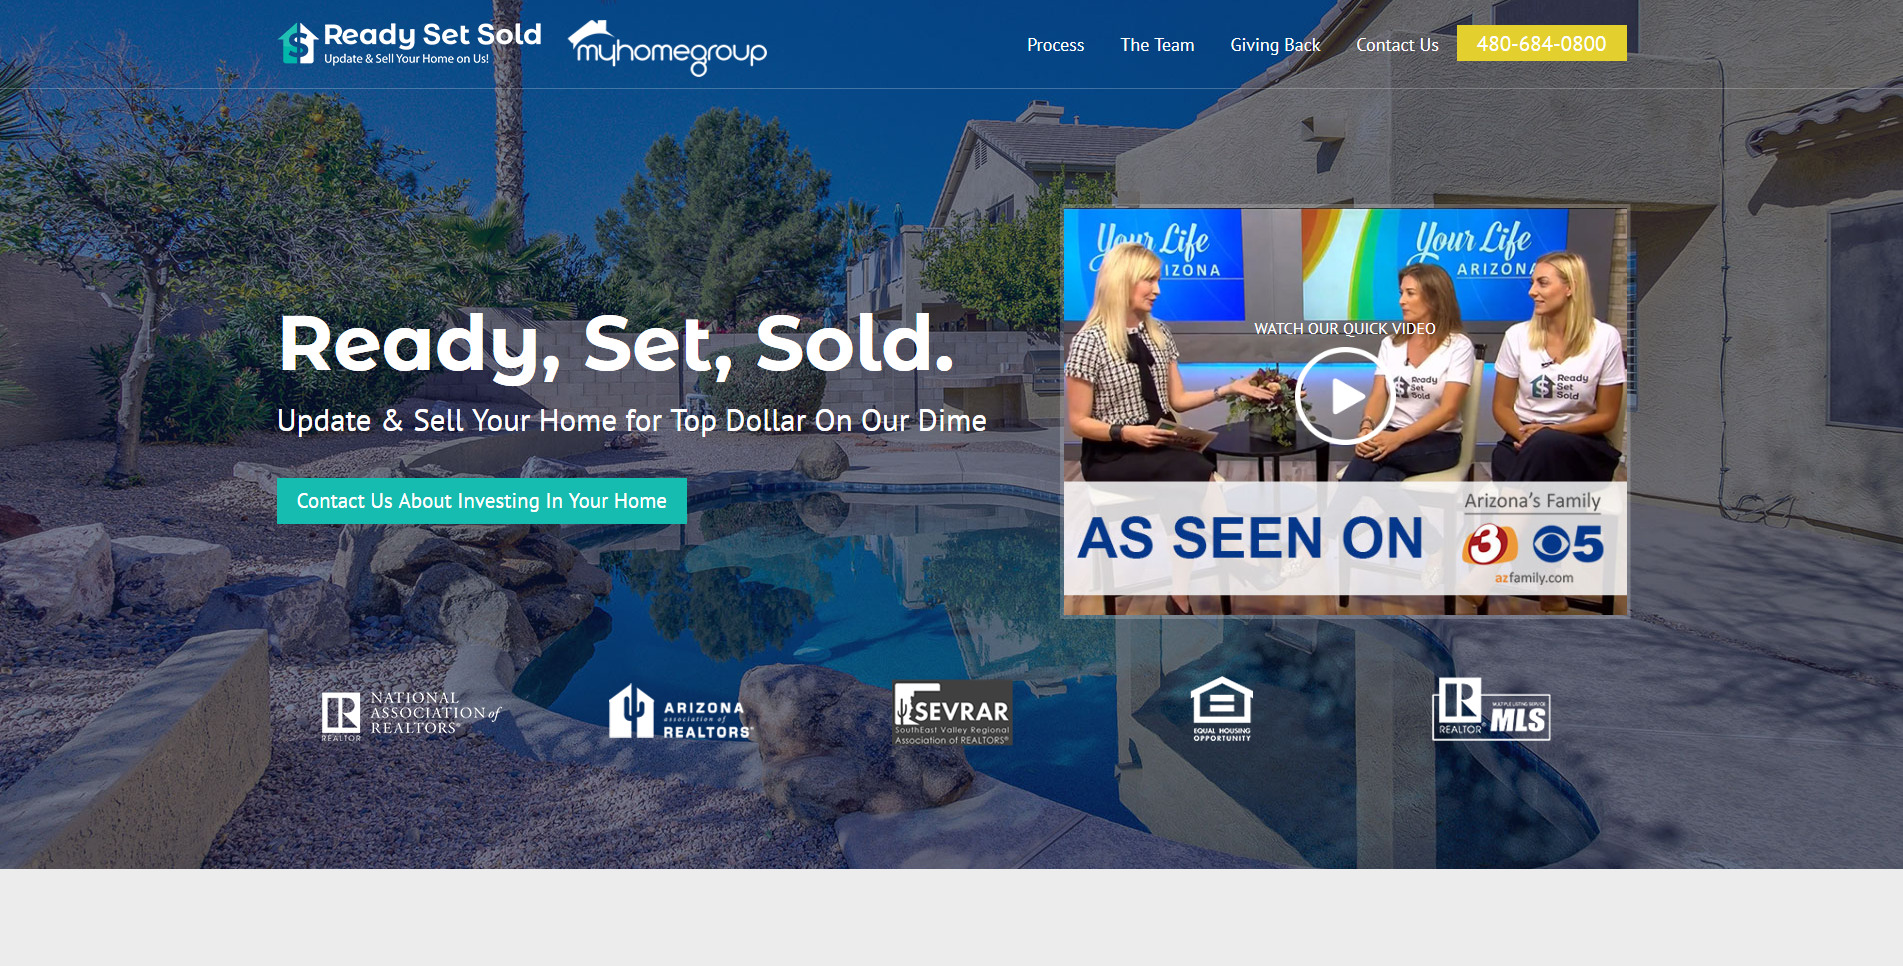 Ready Set Sold
Update & Sell Your Home on Us!
myhomegroup
Process
The Team
Giving Back
Contact Us
480-684-0800
Ready, Set, Sold.
Update & Sell Your Home for Top Dollar On Our Dime
Contact Us About Investing In Your Home
Your Life
IZONA
Your Life
ARIZONA
WATCH OUR QUICK VIDEO
Ready
Set
Sold
Ready
Set
Sold
AS SEEN ON
Arizona's Family
3 5
azfamily.com
R
REALTOR
NATIONAL
ASSOCIATION of
REALTORS®
ARIZONA
association of
REALTORS®
SEVRAR
SouthEast Valley Regional
Association of REALTORS®
EQUAL HOUSING
OPPORTUNITY
R
REALTOR®
MULTIPLE LISTING SERVICE
MLS